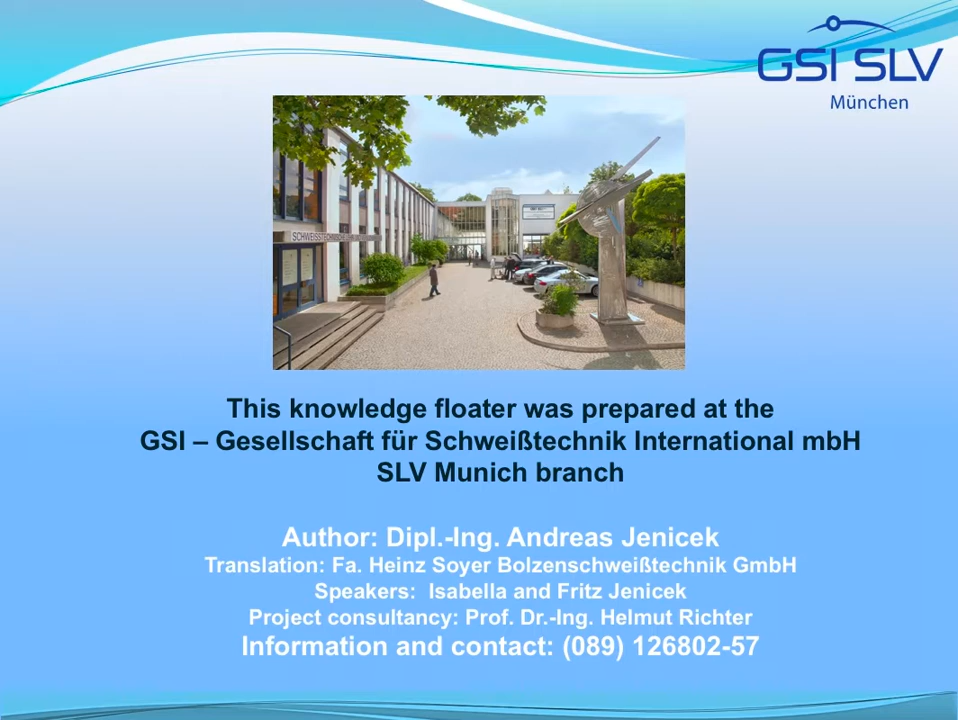 GSI SLV
München
SCHWEISSTECHNISCHE
This knowledge floater was prepared at the
GSI – Gesellschaft für Schweißtechnik International mbH
SLV Munich branch
Author: Dipl.-Ing. Andreas Jenicek
Translation: Fa. Heinz Soyer Bolzenschweißtechnik GmbH
Speakers: Isabella and Fritz Jenicek
Project consultancy: Prof. Dr.-Ing. Helmut Richter
Information and contact: (089) 126802-57